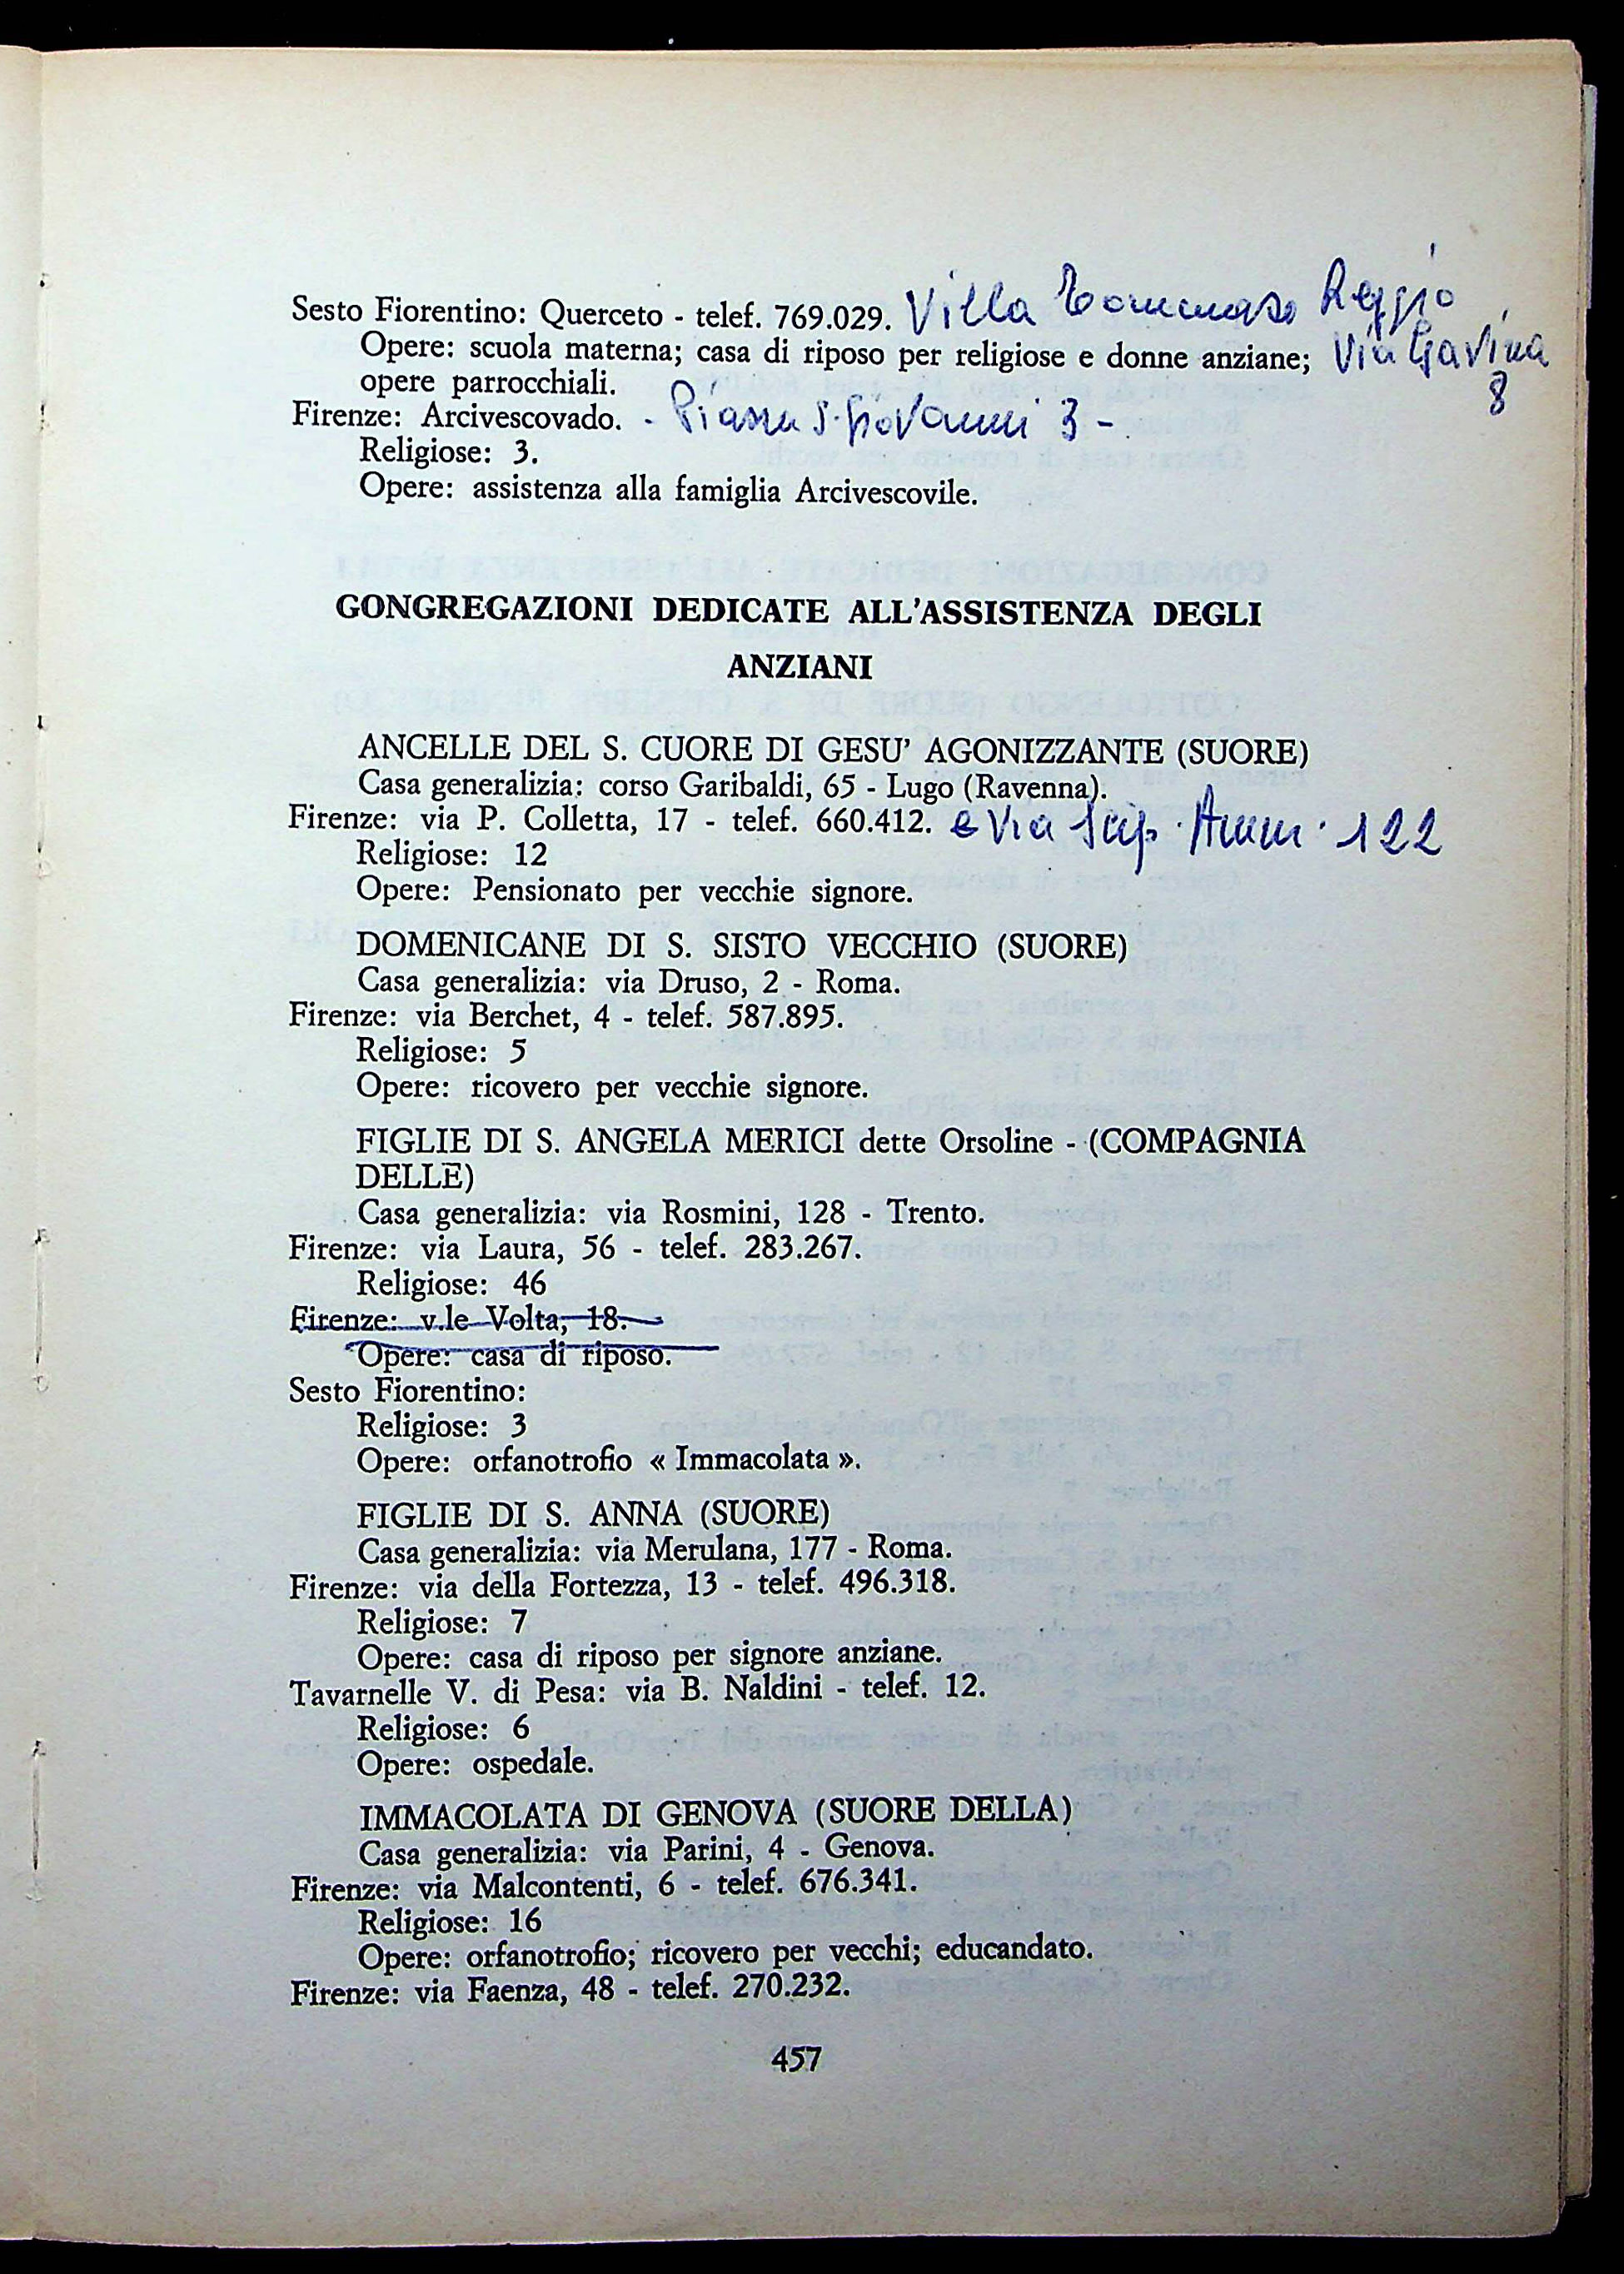 Sesto Fiorentino: Querceto - telef. 769.029. Villa Tommaso Reggio
Opere: scuola materna; casa di riposo per religiose e donne anziane; Via Gavina
opere parrocchiali. 8
Firenze: Arcivescovado. - Piazza S. Giovanni 3 -
Religiose: 3.
Opere: assistenza alla famiglia Arcivescovile.
GONGREGAZIONI DEDICATE ALL'ASSISTENZA DEGLI
ANZIANI
ANCELLE DEL S. CUORE DI GESU' AGONIZZANTE (SUORE)
Casa generalizia: corso Garibaldi, 65 - Lugo (Ravenna).
Firenze: via P. Colletta, 17 - telef. 660.412. e Via Scip. Amm. 122
Religiose: 12
Opere: Pensionato per vecchie signore.
DOMENICANE DI S. SISTO VECCHIO (SUORE)
Casa generalizia: via Druso, 2 - Roma.
Firenze: via Berchet, 4 - telef. 587.895.
Religiose: 5
Opere: ricovero per vecchie signore.
FIGLIE DI S. ANGELA MERICI dette Orsoline - (COMPAGNIA
DELLE)
Casa generalizia: via Rosmini, 128 - Trento.
Firenze: via Laura, 56 - telef. 283.267.
Religiose: 46
Firenze: v.le Volta, 18.
Opere: casa di riposo.
Sesto Fiorentino:
Religiose: 3
Opere: orfanotrofio « Immacolata ».
FIGLIE DI S. ANNA (SUORE)
Casa generalizia: via Merulana, 177 - Roma.
Firenze: via della Fortezza, 13 - telef. 496.318.
Religiose: 7
Opere: casa di riposo per signore anziane.
Tavarnelle V. di Pesa: via B. Naldini - telef. 12.
Religiose: 6
Opere: ospedale.
IMMACOLATA DI GENOVA (SUORE DELLA)
Casa generalizia: via Parini, 4 - Genova.
Firenze: via Malcontenti, 6 - telef. 676.341.
Religiose: 16
Opere: orfanotrofio; ricovero per vecchi; educandato.
Firenze: via Faenza, 48 - telef. 270.232.
457